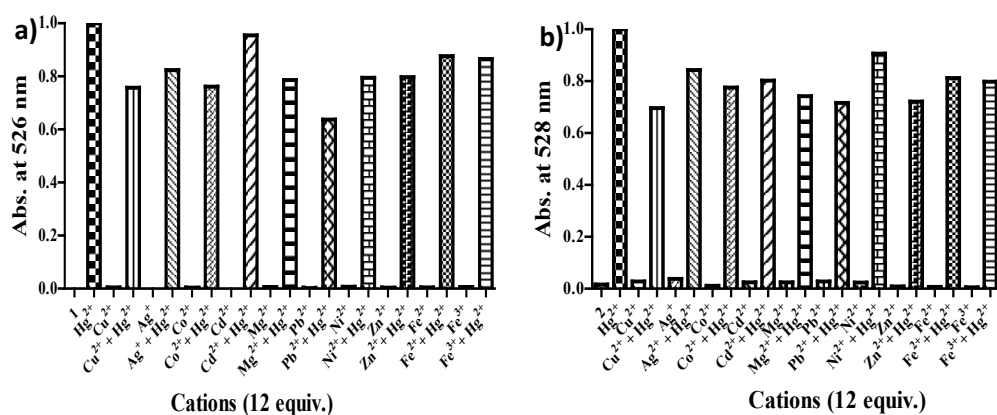 a)
Abs. at 526 nm
1.0
0.8
0.6
0.4
0.2
0.0
1
Hg²⁺
Cu²⁺
Cu²⁺ + Hg²⁺
Ag⁺
Ag⁺ + Hg²⁺
Co²⁺
Co²⁺ + Hg²⁺
Cd²⁺
Cd²⁺ + Hg²⁺
Mg²⁺
Mg²⁺ + Hg²⁺
Pb²⁺
Pb²⁺ + Hg²⁺
Ni²⁺
Ni²⁺ + Hg²⁺
Zn²⁺
Zn²⁺ + Hg²⁺
Fe²⁺
Fe²⁺ + Hg²⁺
Fe³⁺
Fe³⁺ + Hg²⁺
Cations (12 equiv.)
b)
Abs. at 528 nm
1.0
0.8
0.6
0.4
0.2
0.0
2
Hg²⁺
Cu²⁺
Cu²⁺ + Hg²⁺
Ag⁺
Ag²⁺ + Hg²⁺
Co²⁺
Co²⁺ + Hg²⁺
Cd²⁺
Cd²⁺ + Hg²⁺
Mg²⁺
Mg²⁺ + Hg²⁺
Pb²⁺
Pb²⁺ + Hg²⁺
Ni²⁺
Ni²⁺ + Hg²⁺
Zn²⁺
Zn²⁺ + Hg²⁺
Fe²⁺
Fe²⁺ + Hg²⁺
Fe³⁺
Fe³⁺ + Hg²⁺
Cations (12 equiv.)